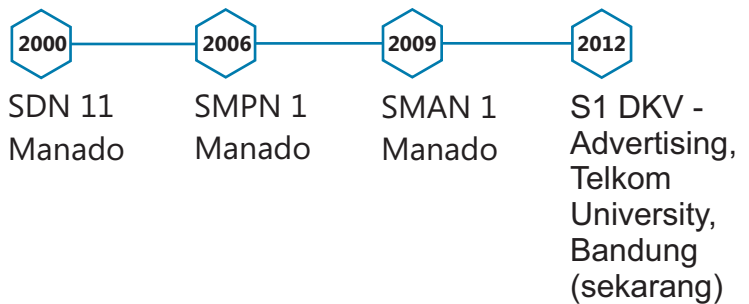 2000
SDN 11
Manado
2006
SMPN 1
Manado
2009
SMAN 1
Manado
2012
S1 DKV -
Advertising,
Telkom
University,
Bandung
(sekarang)